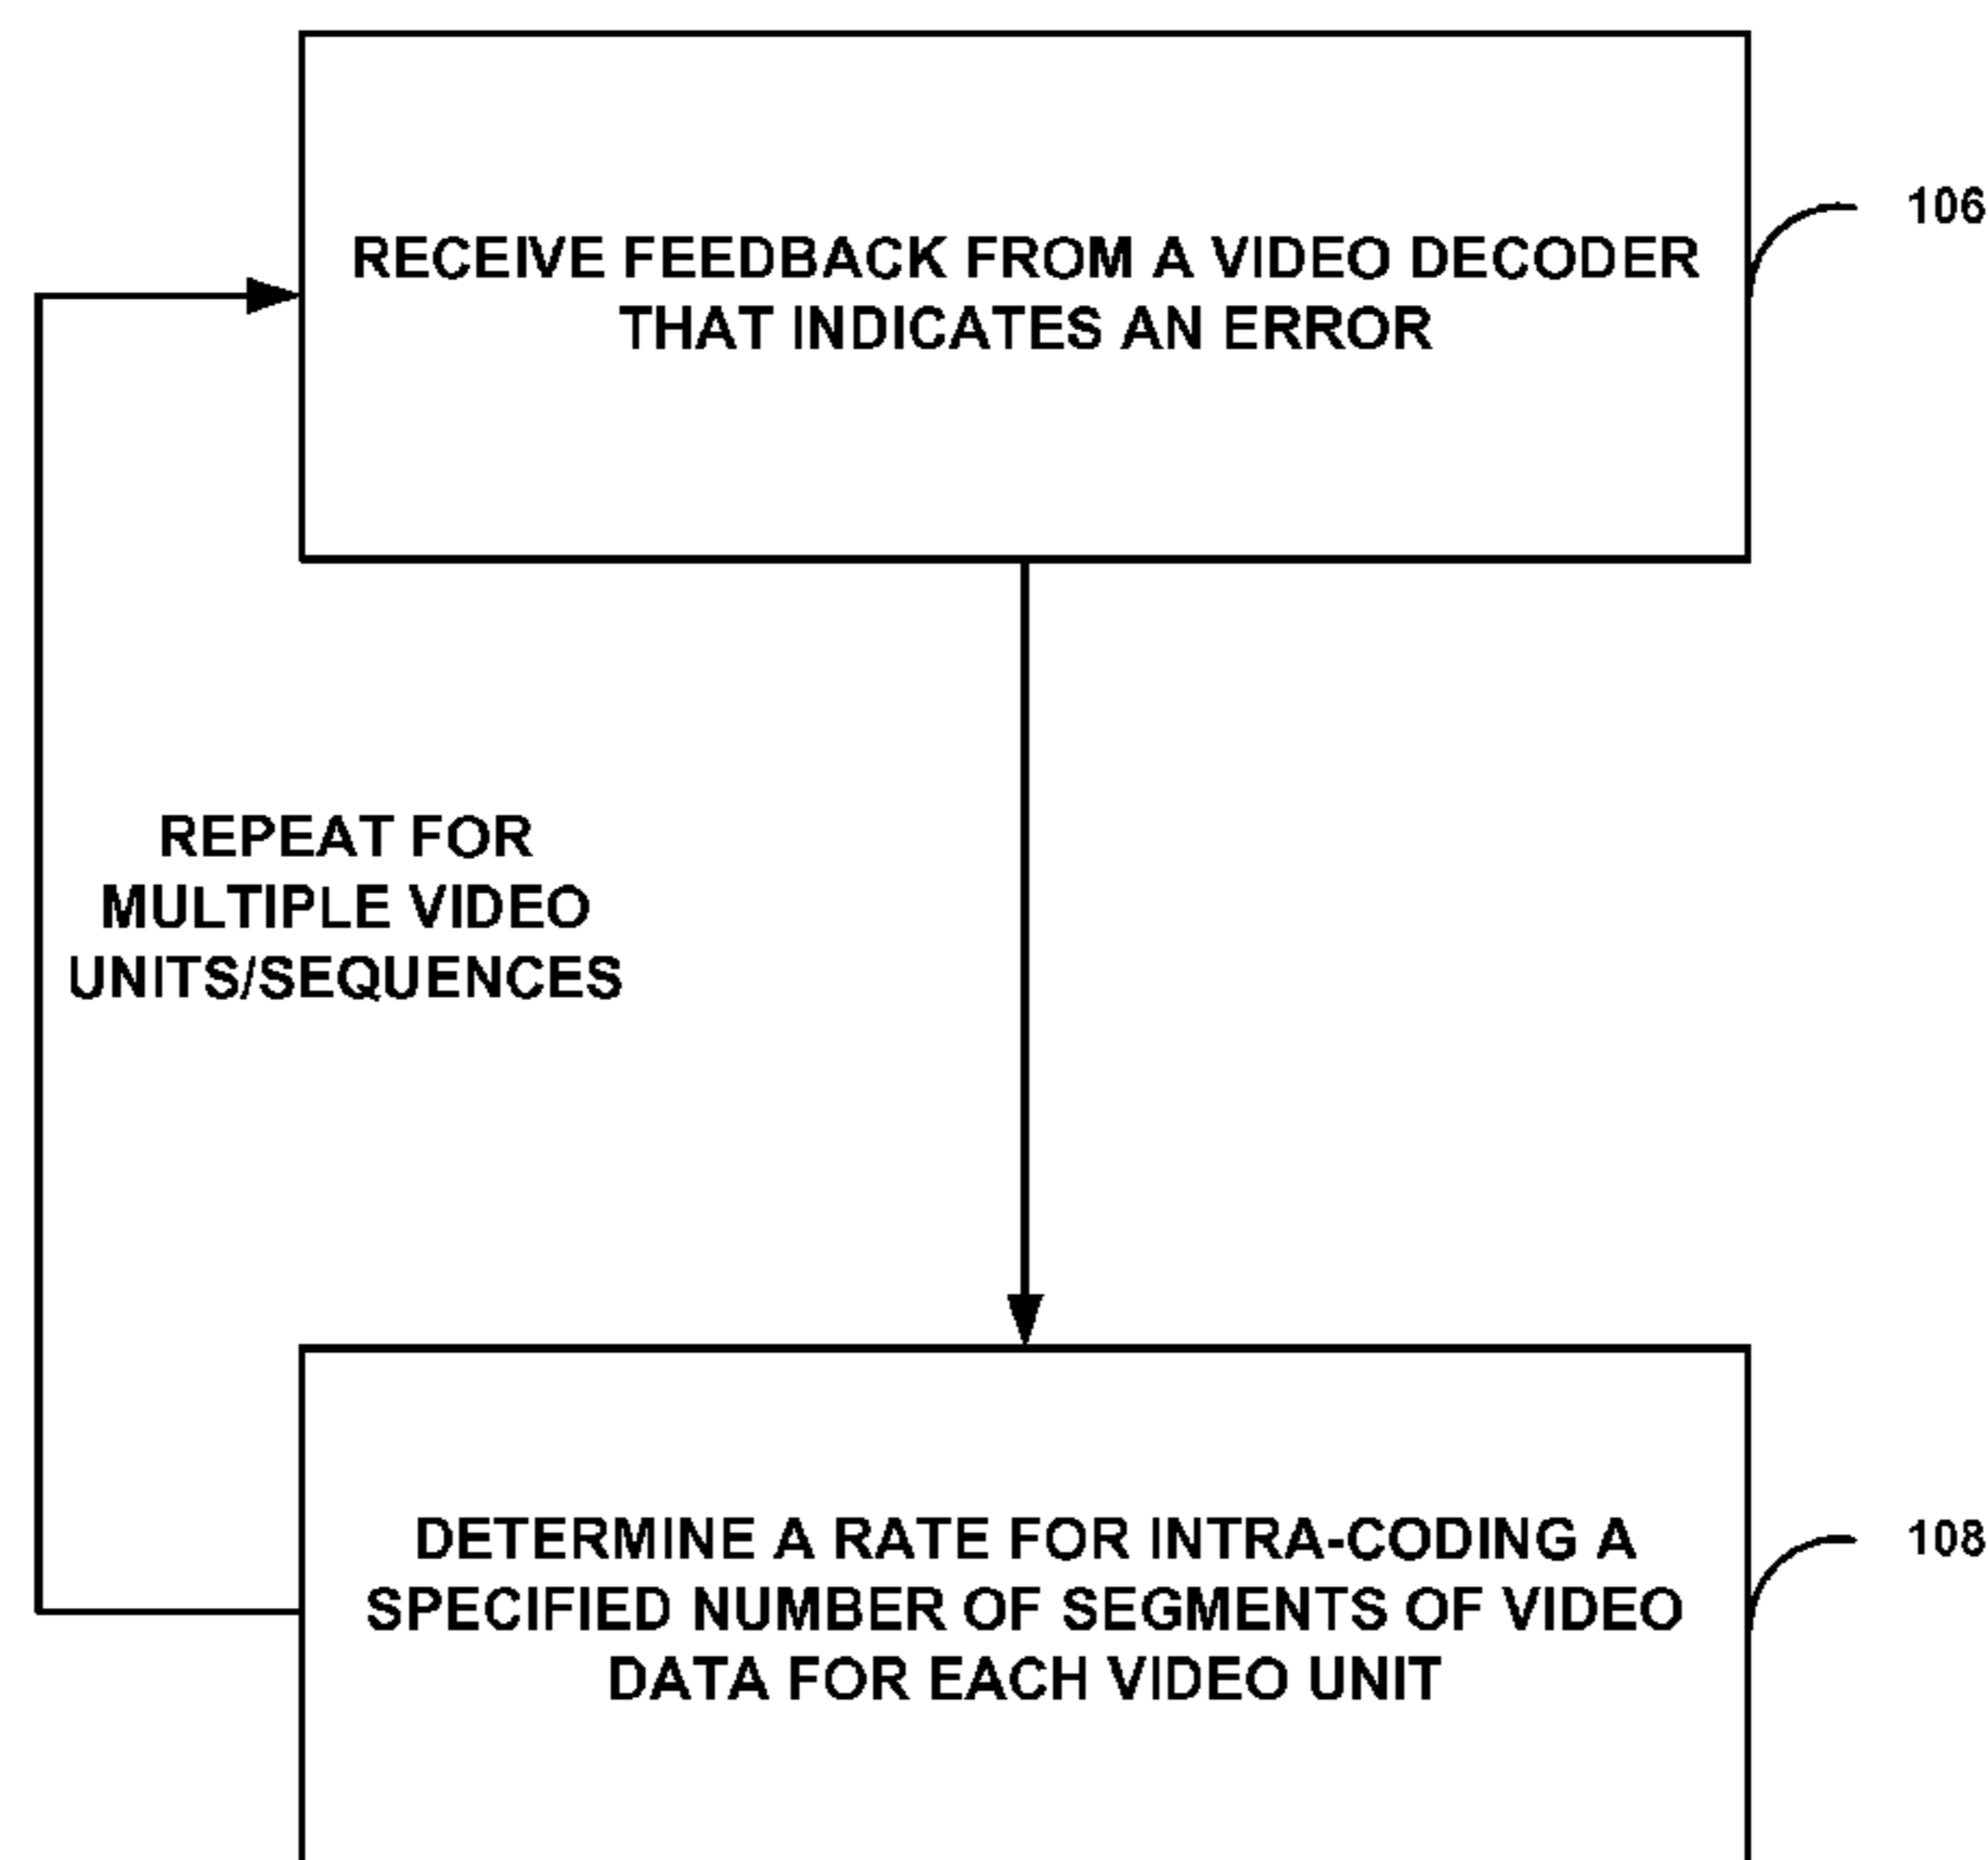 106
RECEIVE FEEDBACK FROM A VIDEO DECODER
THAT INDICATES AN ERROR
REPEAT FOR
MULTIPLE VIDEO
UNITS/SEQUENCES
108
DETERMINE A RATE FOR INTRA-CODING A
SPECIFIED NUMBER OF SEGMENTS OF VIDEO
DATA FOR EACH VIDEO UNIT